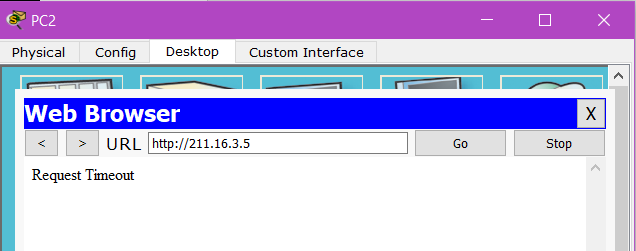 PC2
Physical Config Desktop Custom Interface
Web Browser X
< > URL http://211.16.3.5 Go Stop
Request Timeout